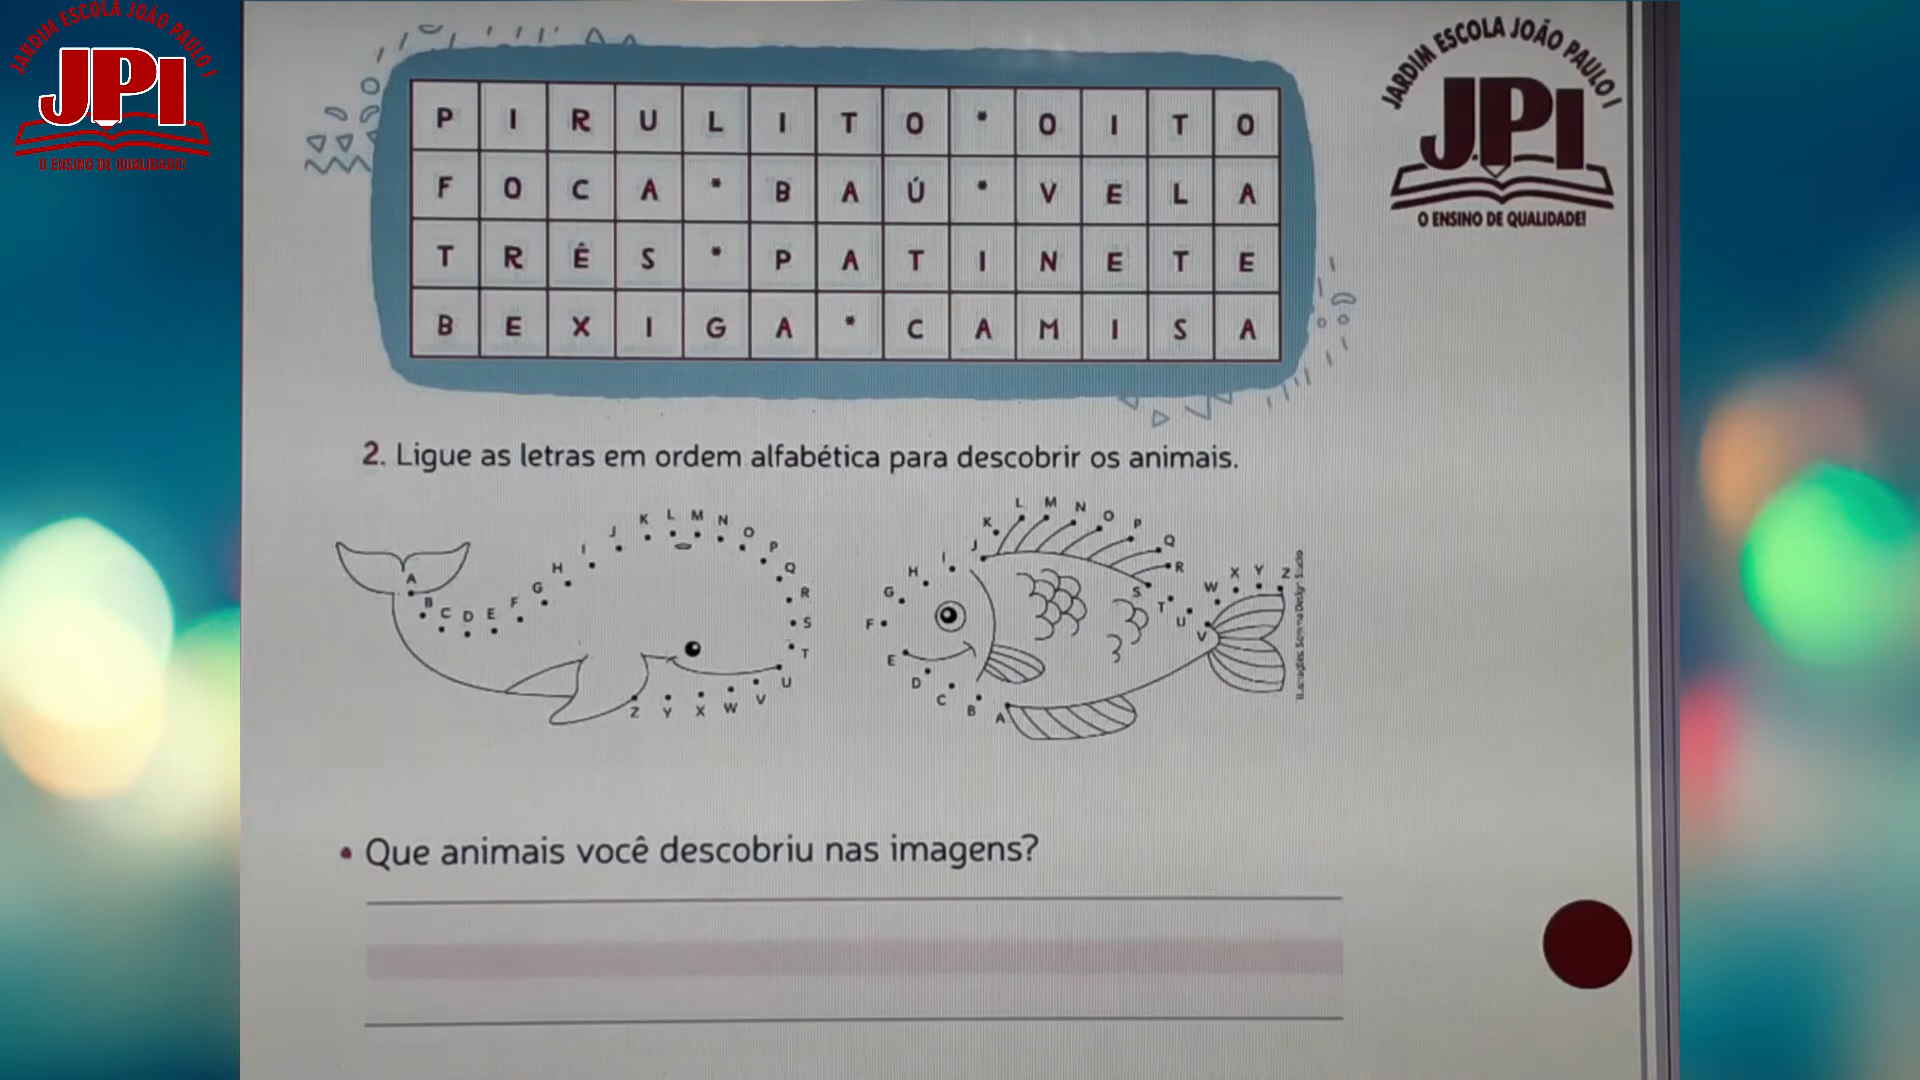 JARDIM ESCOLA JOÃO PAULO I
JPI
O ENSINO DE QUALIDADE!
JARDIM ESCOLA JOÃO PAULO I
JPI
O ENSINO DE QUALIDADE!
P I R U L I T O * O I T O
F O C A * B A Ú * V E L A
T R Ê S * P A T I N E T E
B E X I G A * C A M I S A
2. Ligue as letras em ordem alfabética para descobrir os animais.
A B C D E F G H I J K L M N O P Q R S T U V W X Y Z
A B C D E F G H I J K L M N O P Q R S T U V W X Y Z
• Que animais você descobriu nas imagens?